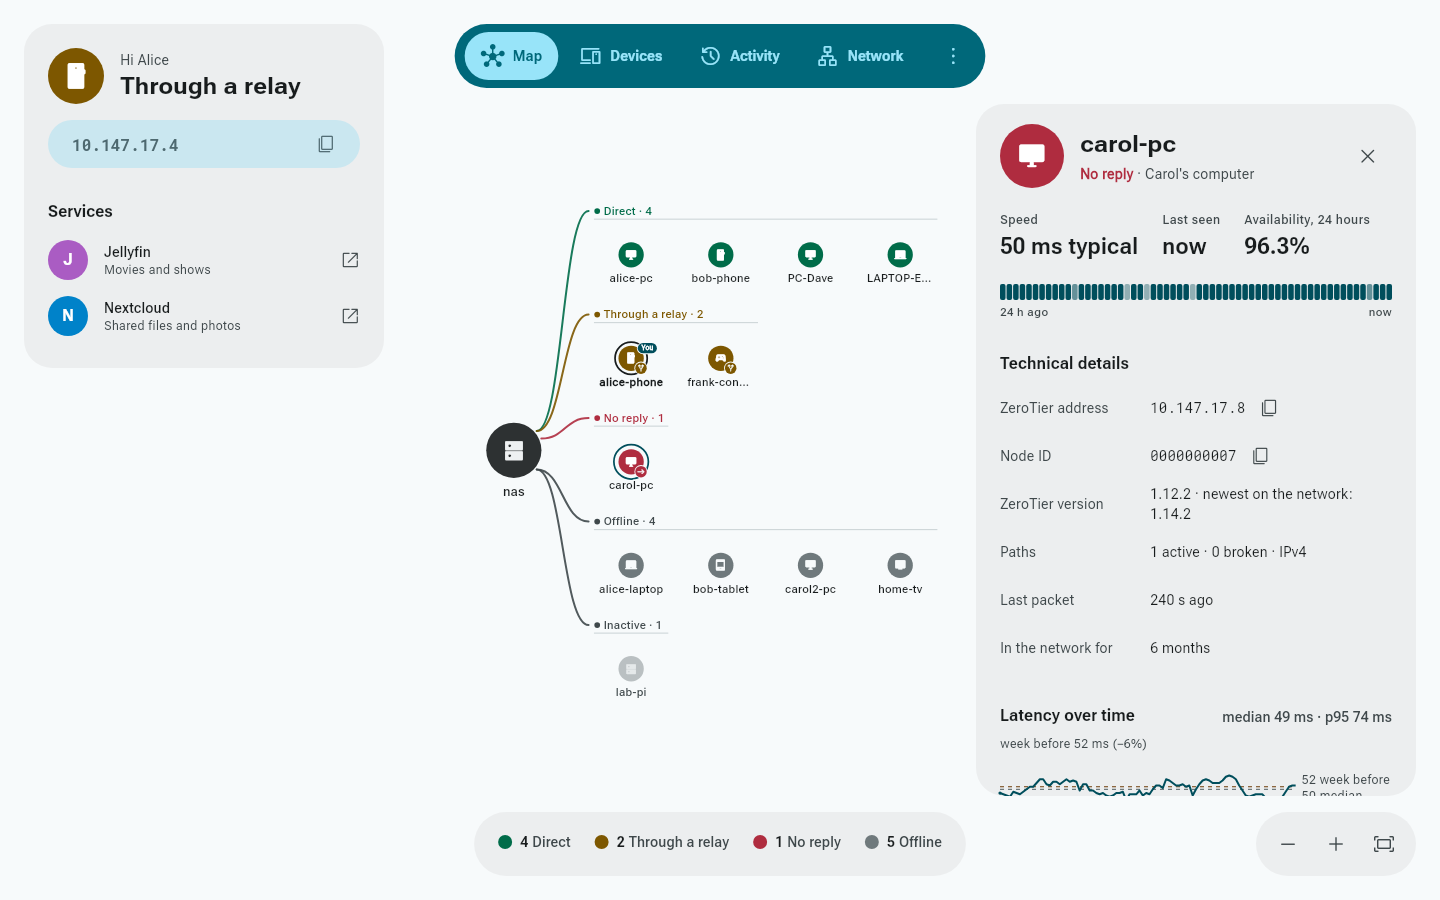 Hi Alice
Through a relay
10.147.17.4
Services
J
Jellyfin
Movies and shows
N
Nextcloud
Shared files and photos
Map
Devices
Activity
Network
Direct · 4
alice-pc
bob-phone
PC-Dave
LAPTOP-E...
Through a relay · 2
You
alice-phone
frank-con...
No reply · 1
carol-pc
nas
Offline · 4
alice-laptop
bob-tablet
carol2-pc
home-tv
Inactive · 1
lab-pi
4 Direct
2 Through a relay
1 No reply
5 Offline
carol-pc
No reply · Carol's computer
Speed
50 ms typical
Last seen
now
Availability, 24 hours
96.3%
24 h ago
now
Technical details
ZeroTier address
10.147.17.8
Node ID
0000000007
ZeroTier version
1.12.2 · newest on the network:
1.14.2
Paths
1 active · 0 broken · IPv4
Last packet
240 s ago
In the network for
6 months
Latency over time
median 49 ms · p95 74 ms
week before 52 ms (−6%)
52 week before
50 median